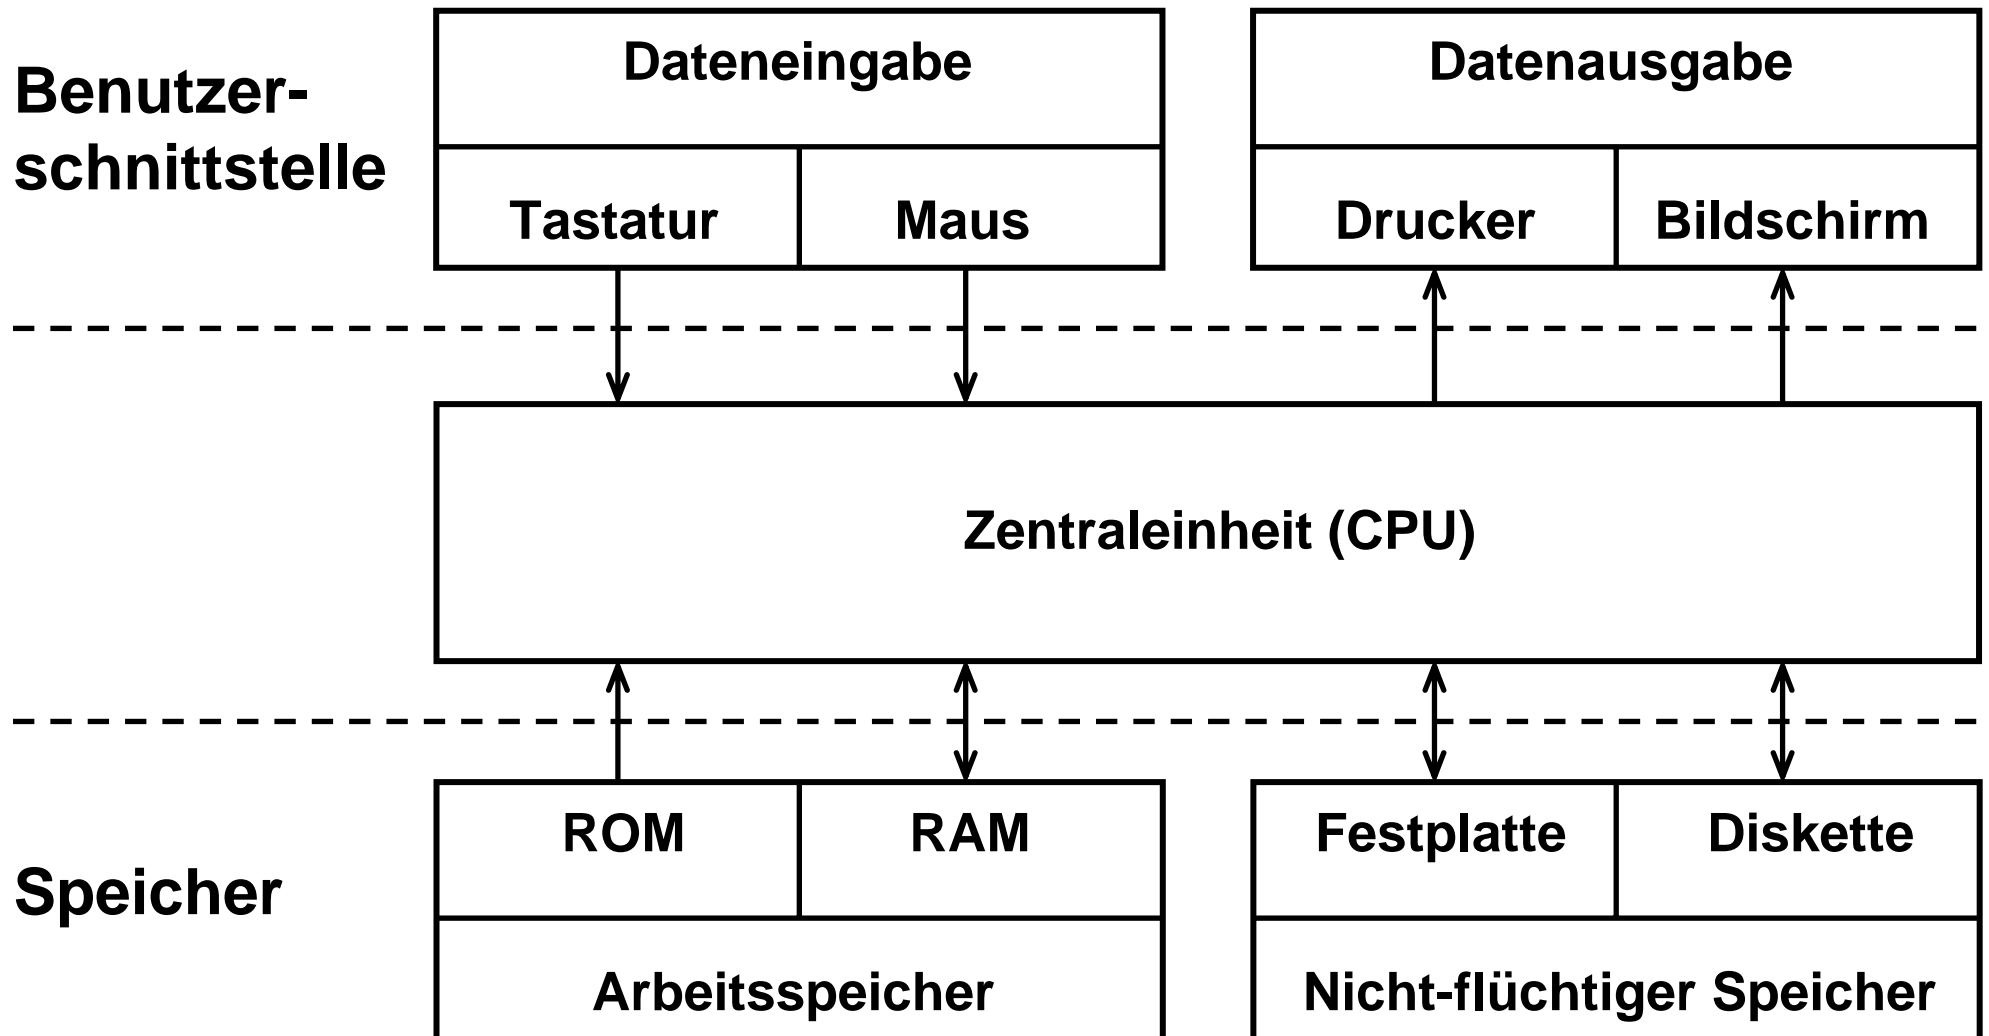 Benutzer-
schnittstelle
Dateneingabe
Datenausgabe
Tastatur
Maus
Drucker
Bildschirm
Zentraleinheit (CPU)
Speicher
ROM
RAM
Festplatte
Diskette
Arbeitsspeicher
Nicht-flüchtiger Speicher